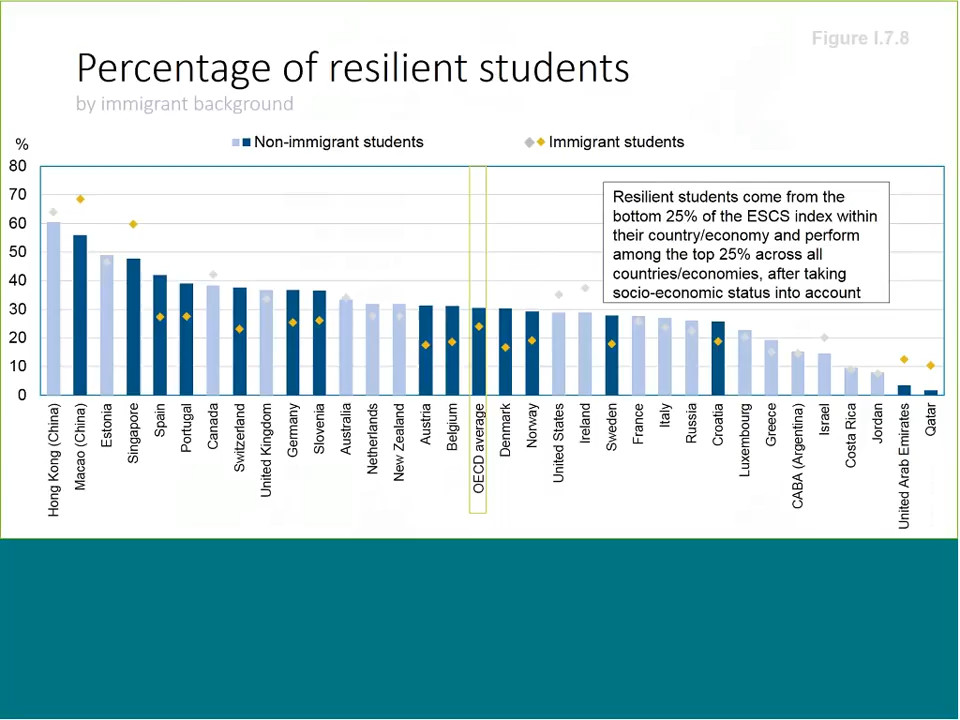 Figure I.7.8
Percentage of resilient students
by immigrant background
%
Non-immigrant students
Immigrant students
80
70
60
50
40
30
20
10
0
Resilient students come from the
bottom 25% of the ESCS index within
their country/economy and perform
among the top 25% across all
countries/economies, after taking
socio-economic status into account
Hong Kong (China)
Macao (China)
Estonia
Singapore
Spain
Portugal
Canada
Switzerland
United Kingdom
Germany
Slovenia
Australia
Netherlands
New Zealand
Austria
Belgium
OECD average
Denmark
Norway
United States
Ireland
Sweden
France
Italy
Russia
Croatia
Luxembourg
Greece
CABA (Argentina)
Israel
Costa Rica
Jordan
United Arab Emirates
Qatar